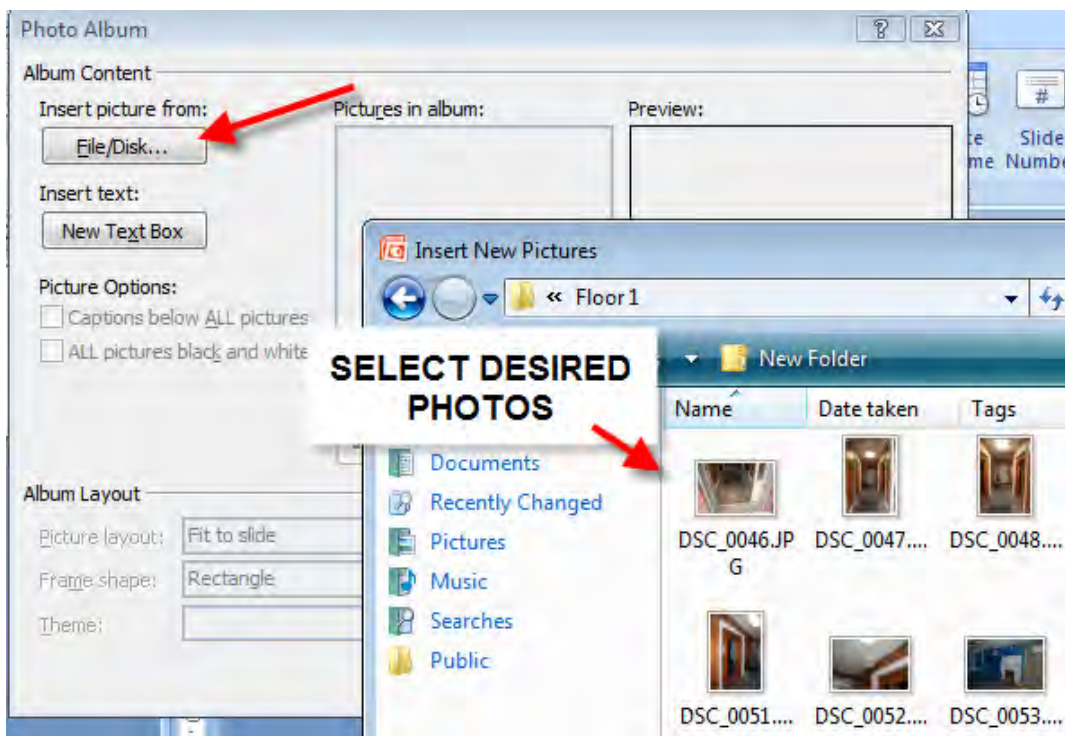 Photo Album
Album Content
Insert picture from:
Pictures in album:
Preview:
File/Disk...
Insert text:
New Text Box
Picture Options:
Captions below ALL pictures
ALL pictures black and white
Album Layout
Picture layout: Fit to slide
Frame shape: Rectangle
Theme:
#
Slide
Numb
Insert New Pictures
« Floor 1
New Folder
SELECT DESIRED
PHOTOS
Name Date taken Tags
Documents
Recently Changed
Pictures
Music
Searches
Public
DSC_0046.JP
G
DSC_0047....
DSC_0048....
DSC_0051....
DSC_0052....
DSC_0053....